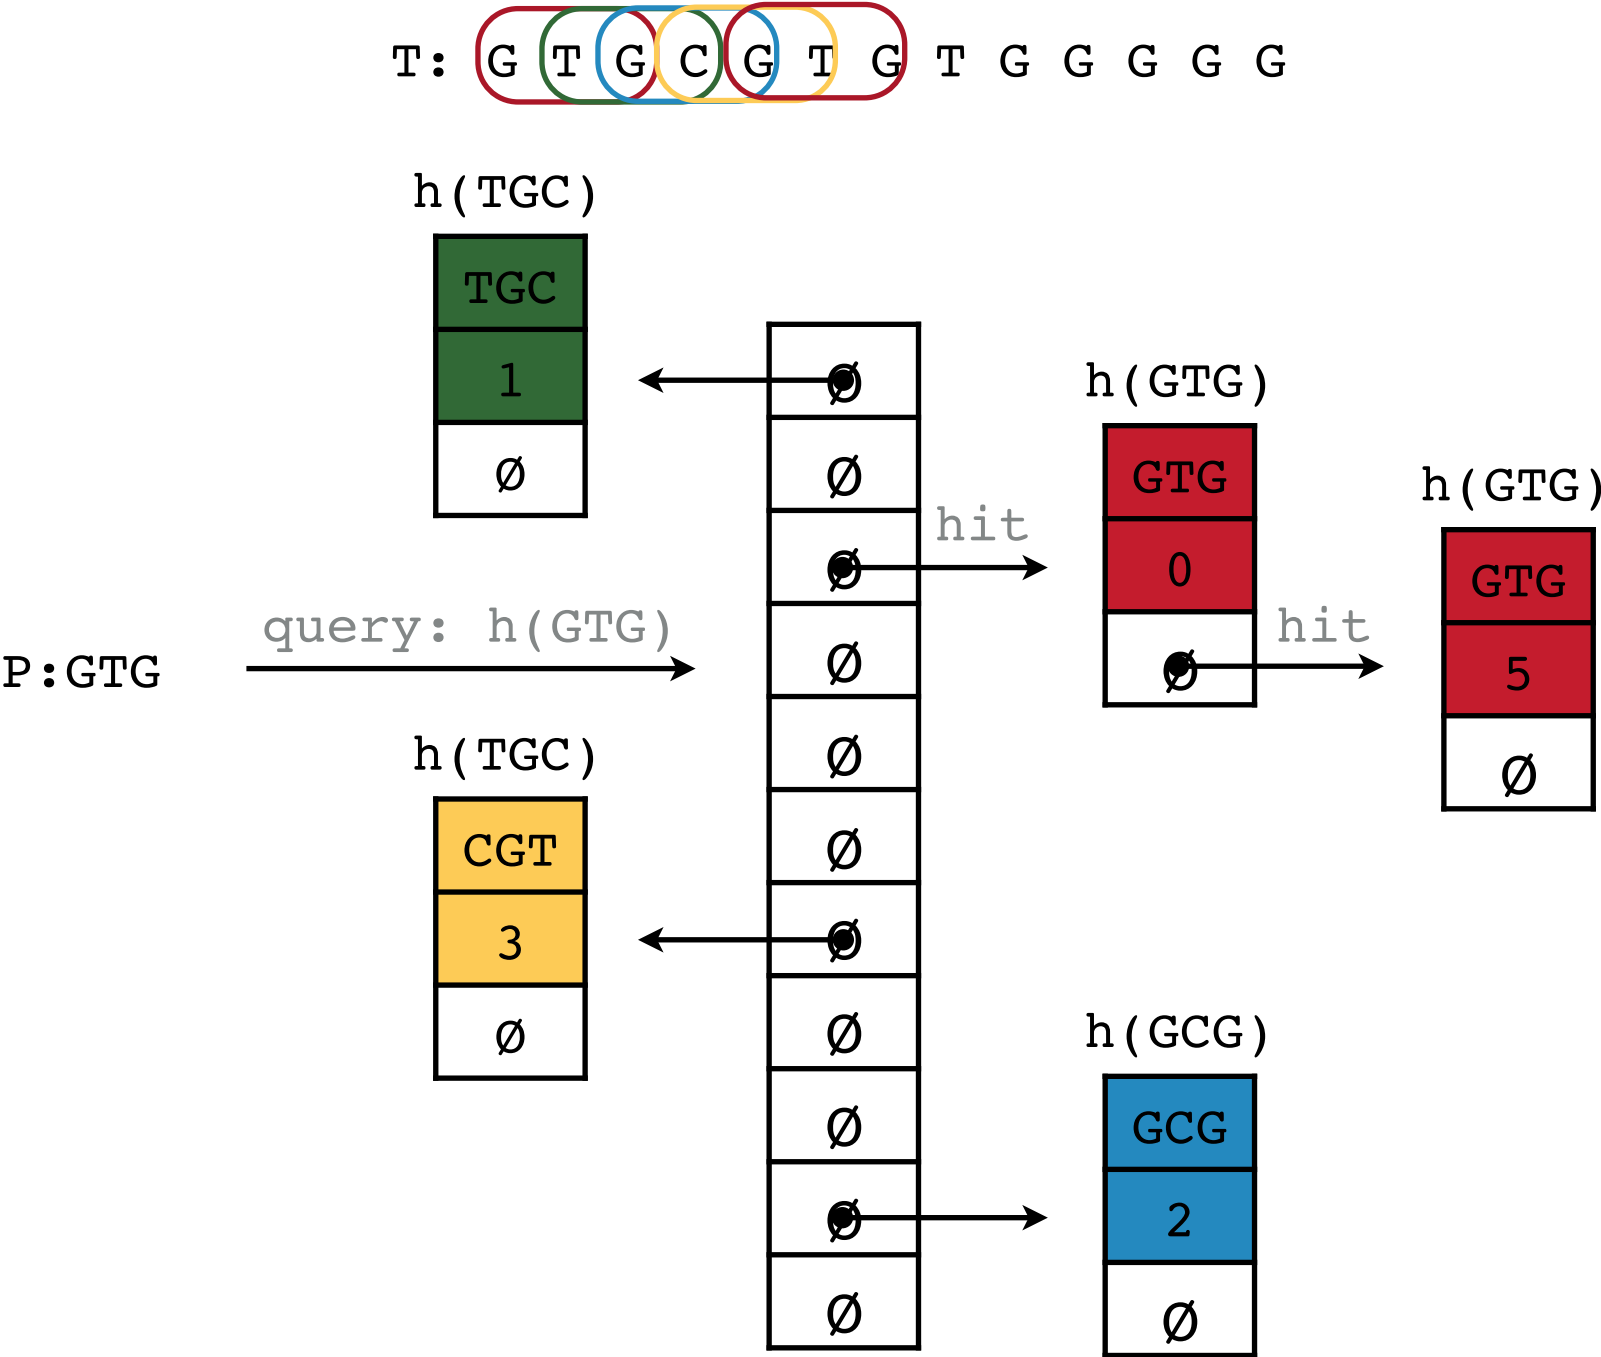 T: G T G C G T G T G G G G G
h(TGC)
TGC
1
Ø
Ø
Ø
Ø
Ø
Ø
Ø
Ø
Ø
Ø
Ø
Ø
hit
h(GTG)
GTG
0
Ø
hit
h(GTG)
GTG
5
Ø
query: h(GTG)
P:GTG
h(TGC)
CGT
3
Ø
h(GCG)
GCG
2
Ø